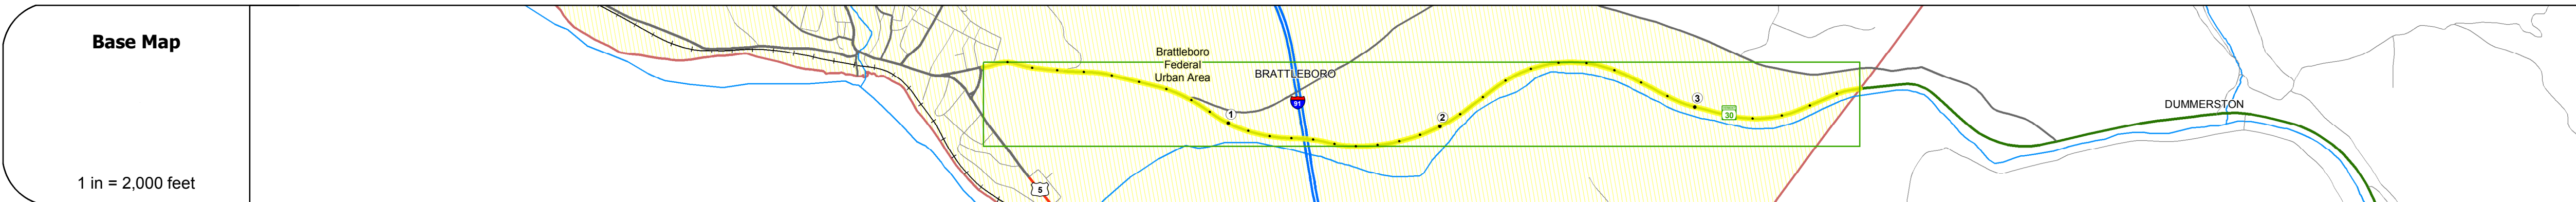 Base Map
1 in = 2,000 feet
Brattleboro
Federal
Urban Area
BRATTLEBORO
91
1
2
3
30
5
DUMMERSTON